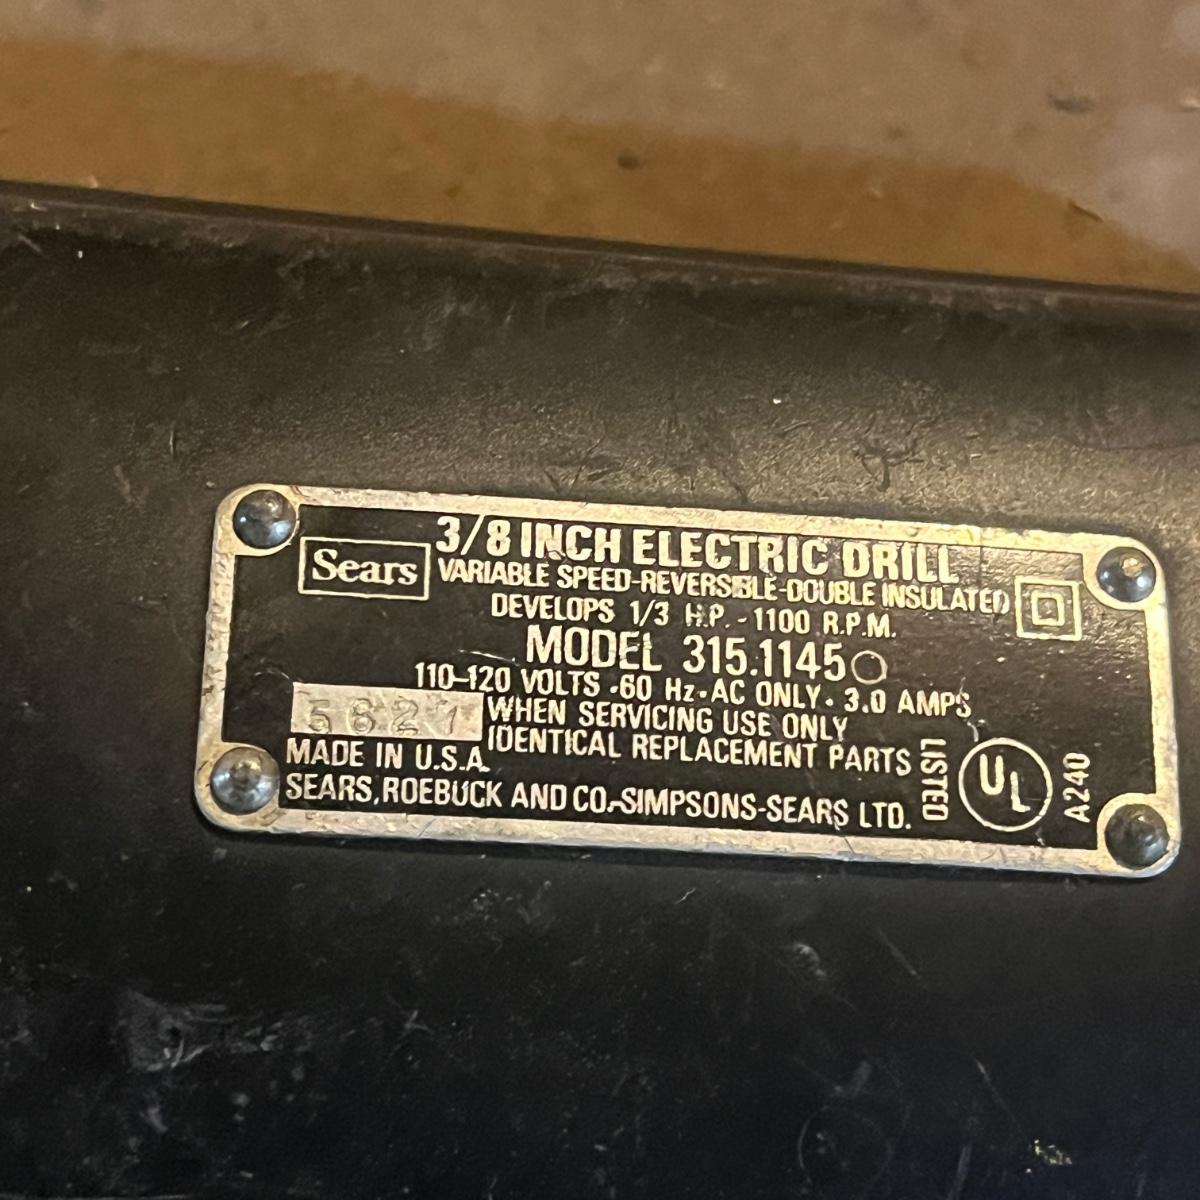 3/8 INCH ELECTRIC DRILL
Sears
VARIABLE SPEED-REVERSIBLE-DOUBLE INSULATED
DEVELOPS 1/3 H.P. - 1100 R.P.M.
MODEL 315.11450
110-120 VOLTS · 60 Hz · AC ONLY · 3.0 AMPS
WHEN SERVICING USE ONLY
IDENTICAL REPLACEMENT PARTS
MADE IN U.S.A.
SEARS, ROEBUCK AND CO.-SIMPSONS-SEARS LTD.
LISTED
UL
A240